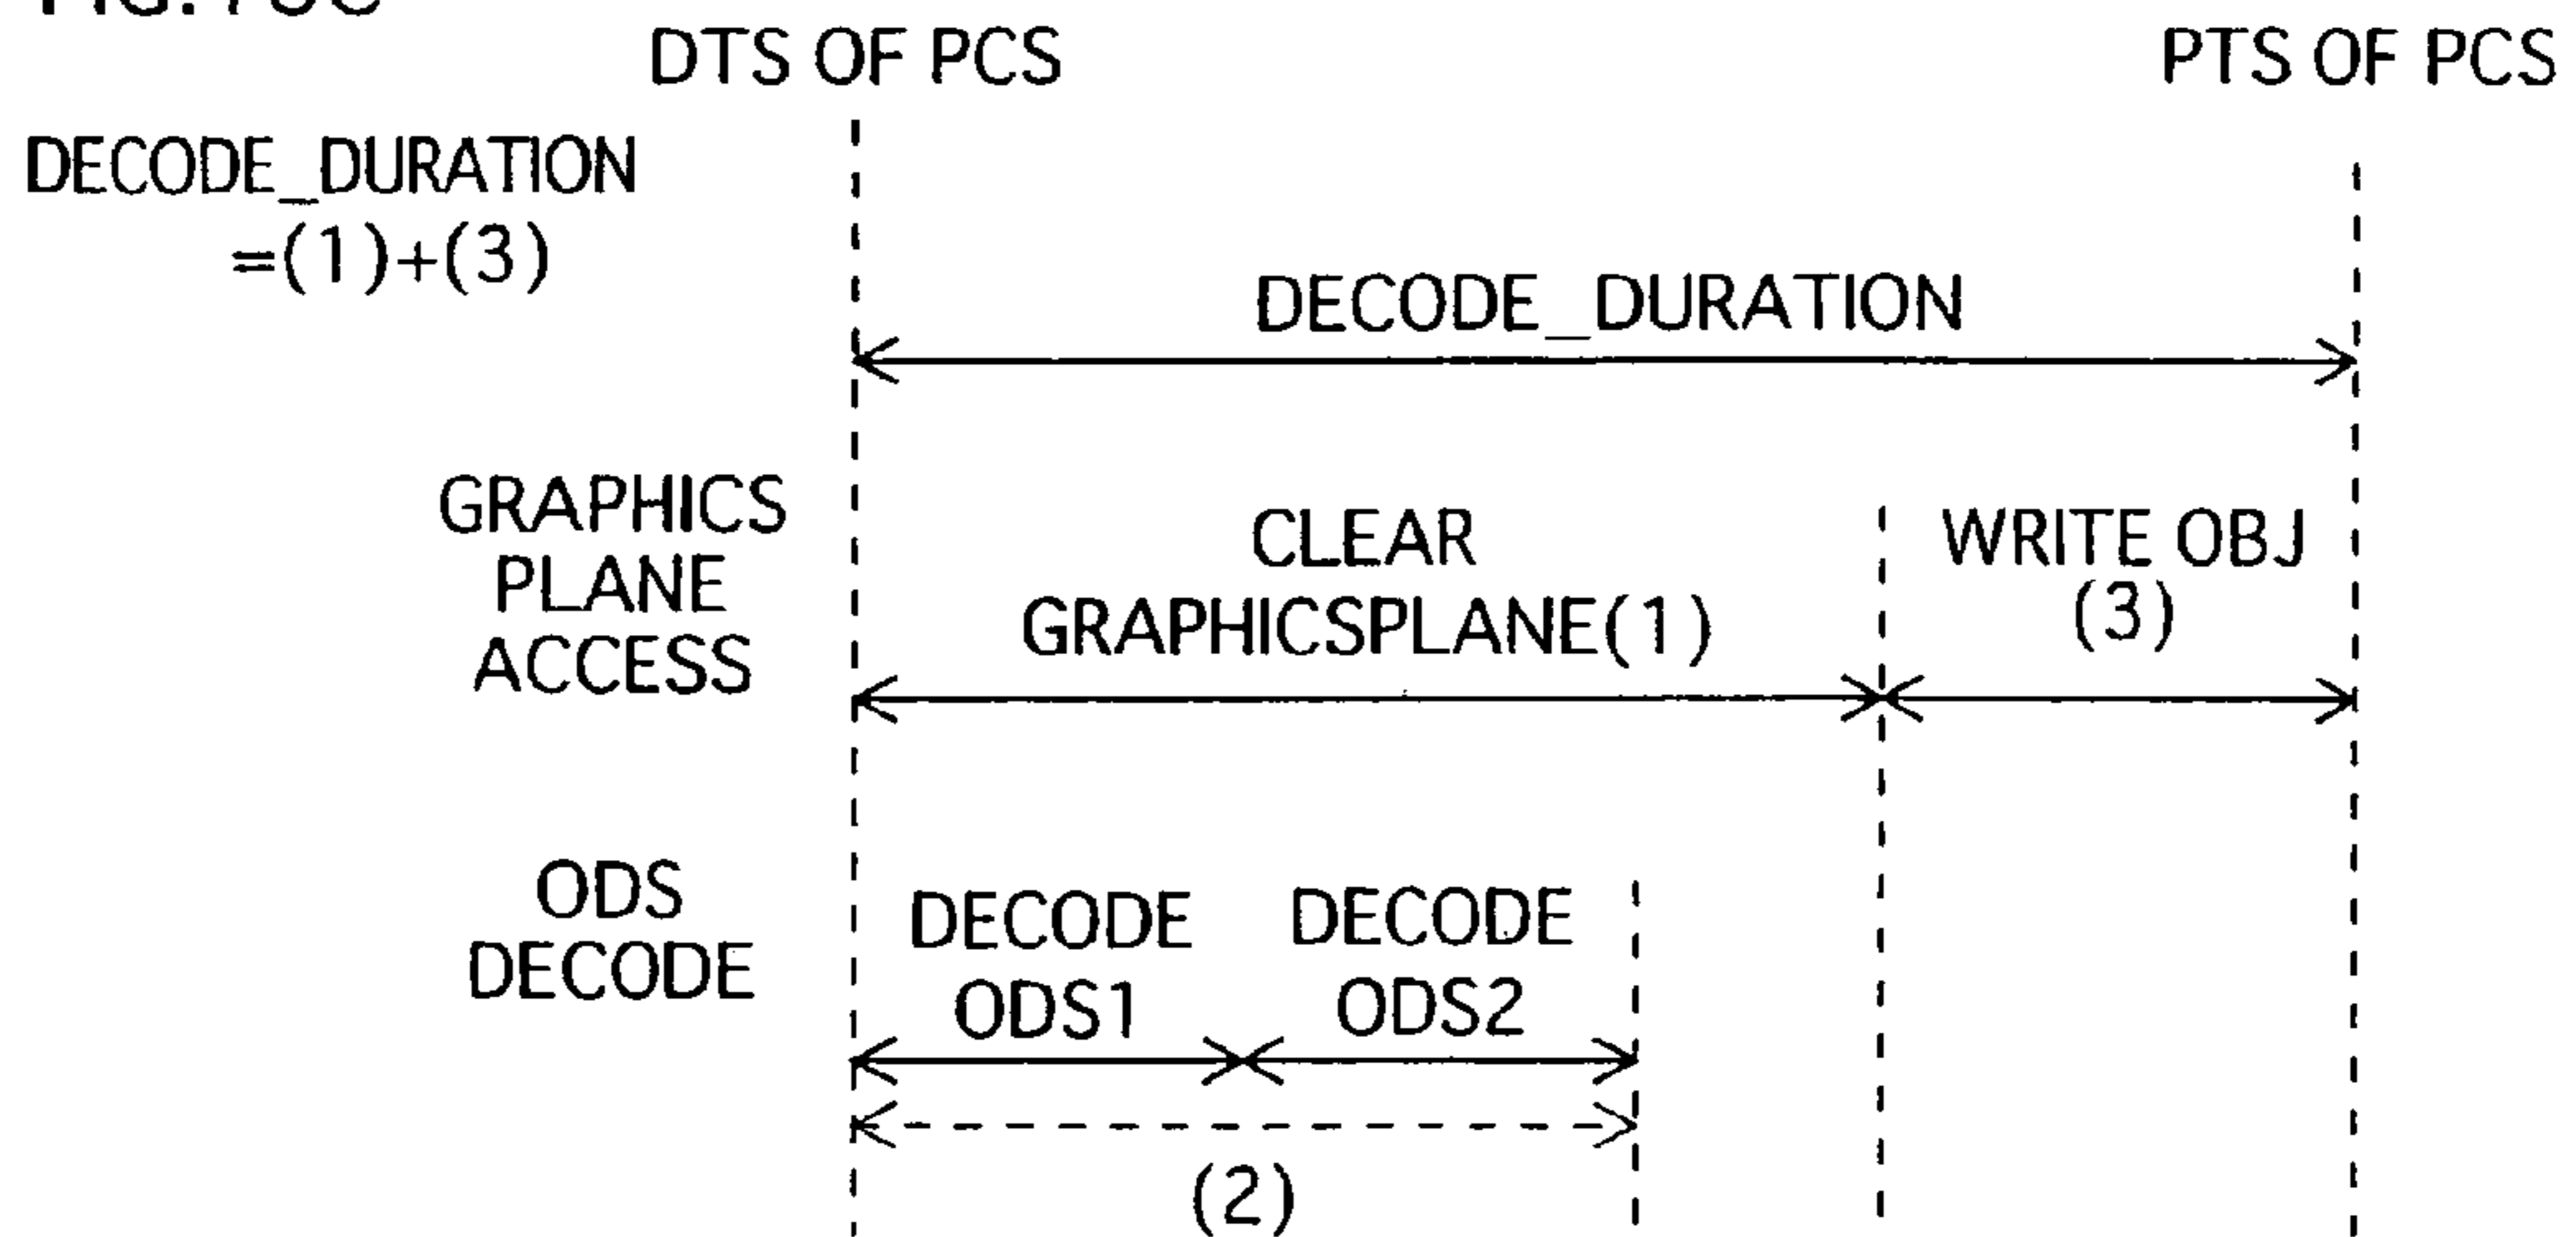 DTS OF PCS
PTS OF PCS
DECODE_DURATION
=(1)+(3)
DECODE_DURATION
GRAPHICS
PLANE
ACCESS
CLEAR
GRAPHICSPLANE(1)
WRITE OBJ
(3)
ODS
DECODE
DECODE
ODS1
DECODE
ODS2
(2)